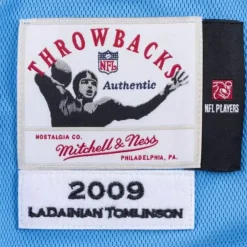 THROWBACKS
NFL
Authentic
NOSTALGIA CO.
Mitchell & Ness
PHILADELPHIA, PA.
NFL PLAYERS
2009
LADAINIAN TOMLINSON